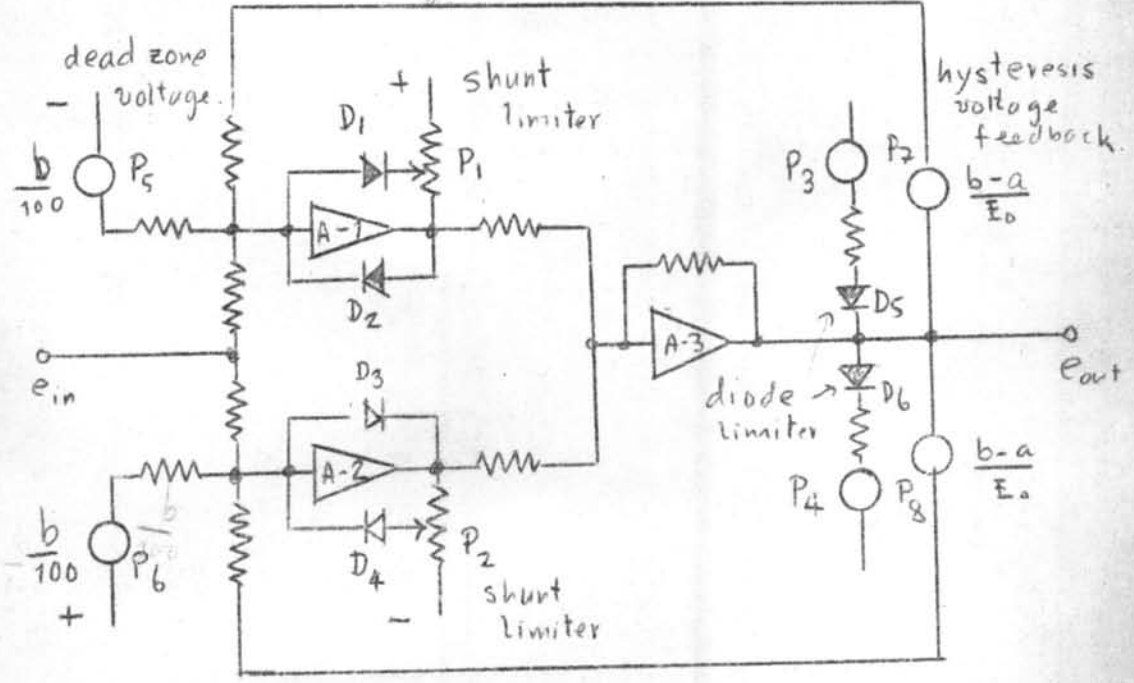 dead zone
voltage.
-
b
100
P5
+
shunt
limiter
D1
P1
A-1
D2
hysteresis
voltage
feedback.
P3
P7
b-a
E0
D5
ein
D3
A-2
D4
P2
-
shunt
limiter
A-3
diode
limiter
D6
eout
P4
P8
b-a
E0
b
100
P6
+